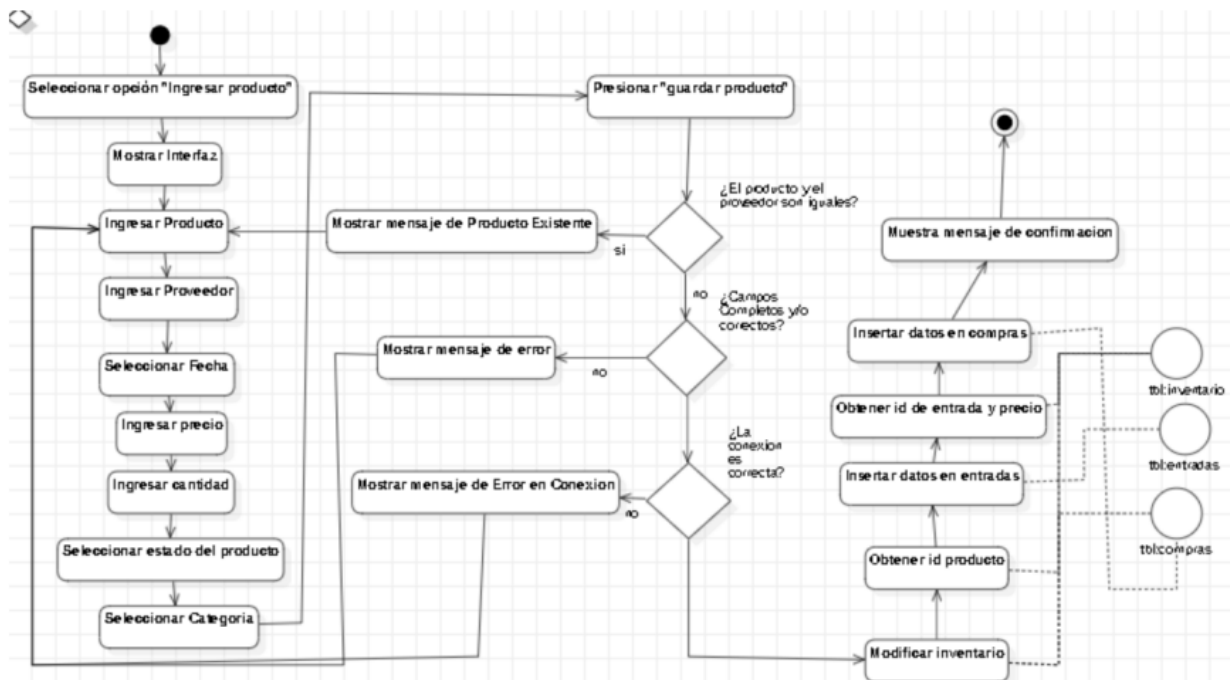 Seleccionar opción "Ingresar producto"
Mostrar Interfaz
Ingresar Producto
Ingresar Proveedor
Seleccionar Fecha
Ingresar precio
Ingresar cantidad
Seleccionar estado del producto
Seleccionar Categoria
Presionar "guardar producto"
¿El producto y el
proveedor son iguales?
si
Mostrar mensaje de Producto Existente
no
¿Campos
Completos y/o
correctos?
no
Mostrar mensaje de error
¿La
conexion
es
correcta?
no
Mostrar mensaje de Error en Conexion
Modificar inventario
Obtener id producto
Insertar datos en entradas
Obtener id de entrada y precio
Insertar datos en compras
Muestra mensaje de confirmacion
tbl:inventario
tbl:entradas
tbl:compras